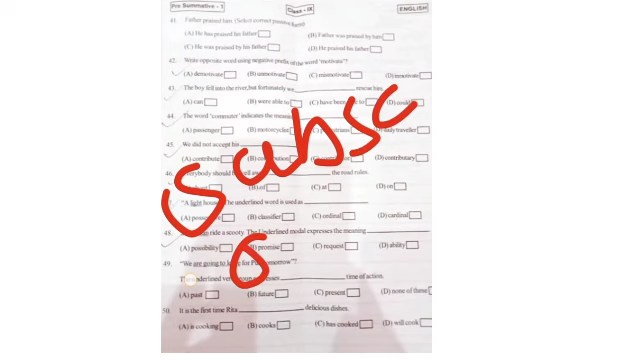 Pre Summative - 1 Class - IX ENGLISH
41. Father praised him. (Select correct passive form)
(A) He has praised his father (B) Father was praised by him
(C) He was praised by his father (D) He praised his father
42. Write opposite word using negative prefix of the word 'motivate'?
(A) demotivate (B) unmotivate (C) mismotivate (D) inmotivate
43. The boy fell into the river, but fortunately we rescue him.
(A) can (B) were able to (C) have been to (D) could
44. The word 'commuter' indicates the meaning
(A) passenger (B) motorcyclist (D) daily traveller
45. We did not accept his
(A) contribute (D) contributary
46. Everybody should the road rules.
(B) of (C) at (D) on
"A light house" The underlined word is used as
(A) (B) classifier (C) ordinal (D) cardinal
48. ride a scooty. The Underlined modal expresses the meaning
(A) possibility (B) promise (C) request (D) ability
49. "We are going to for tomorrow"?
The underlined time of action.
(A) past (B) future (C) present (D) none of these
50. It is the first time Rita delicious dishes.
(A) is cooking (B) cooks (C) has cooked (D) will cook